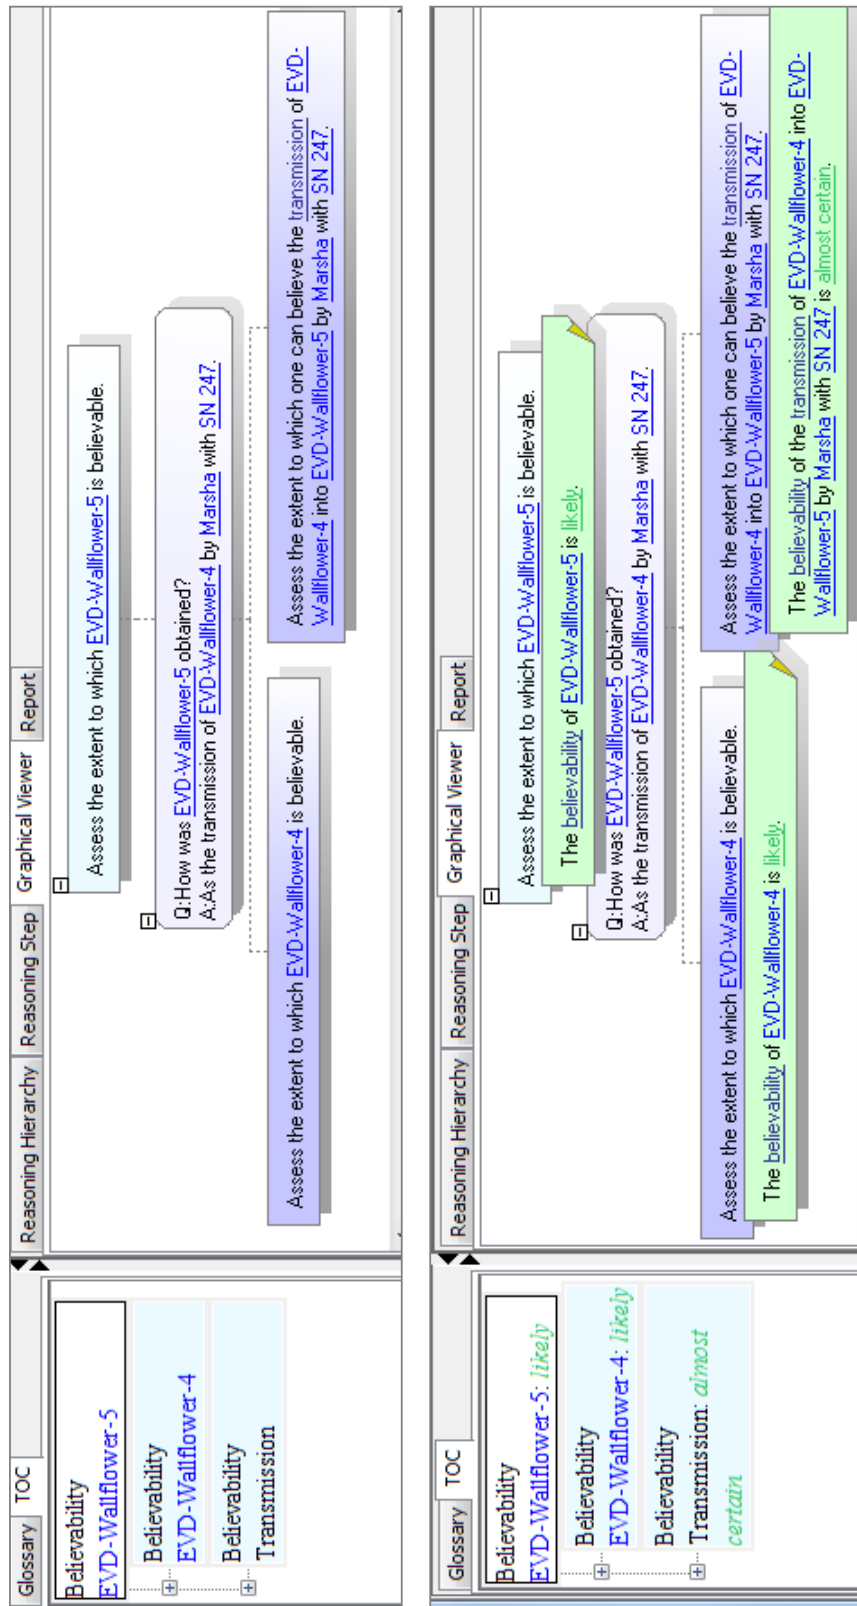 Glossary TOC
Believability
EVD-Wallflower-5
Believability
EVD-Wallflower-4
Believability
Transmission
Reasoning Hierarchy Reasoning Step Graphical Viewer Report
Assess the extent to which EVD-Wallflower-5 is believable.
Q:How was EVD-Wallflower-5 obtained?
A:As the transmission of EVD-Wallflower-4 by Marsha with SN 247.
Assess the extent to which EVD-Wallflower-4 is believable.
Assess the extent to which one can believe the transmission of EVD-
Wallflower-4 into EVD-Wallflower-5 by Marsha with SN 247.
Glossary TOC
Believability
EVD-Wallflower-5: likely
Believability
EVD-Wallflower-4: likely
Believability
Transmission: almost
certain
Reasoning Hierarchy Reasoning Step Graphical Viewer Report
Assess the extent to which EVD-Wallflower-5 is believable.
The believability of EVD-Wallflower-5 is likely.
Q:How was EVD-Wallflower-5 obtained?
A:As the transmission of EVD-Wallflower-4 by Marsha with SN 247.
Assess the extent to which EVD-Wallflower-4 is believable.
The believability of EVD-Wallflower-4 is likely.
Assess the extent to which one can believe the transmission of EVD-
Wallflower-4 into EVD-Wallflower-5 by Marsha with SN 247.
The believability of the transmission of EVD-Wallflower-4 into EVD-
Wallflower-5 by Marsha with SN 247 is almost certain.